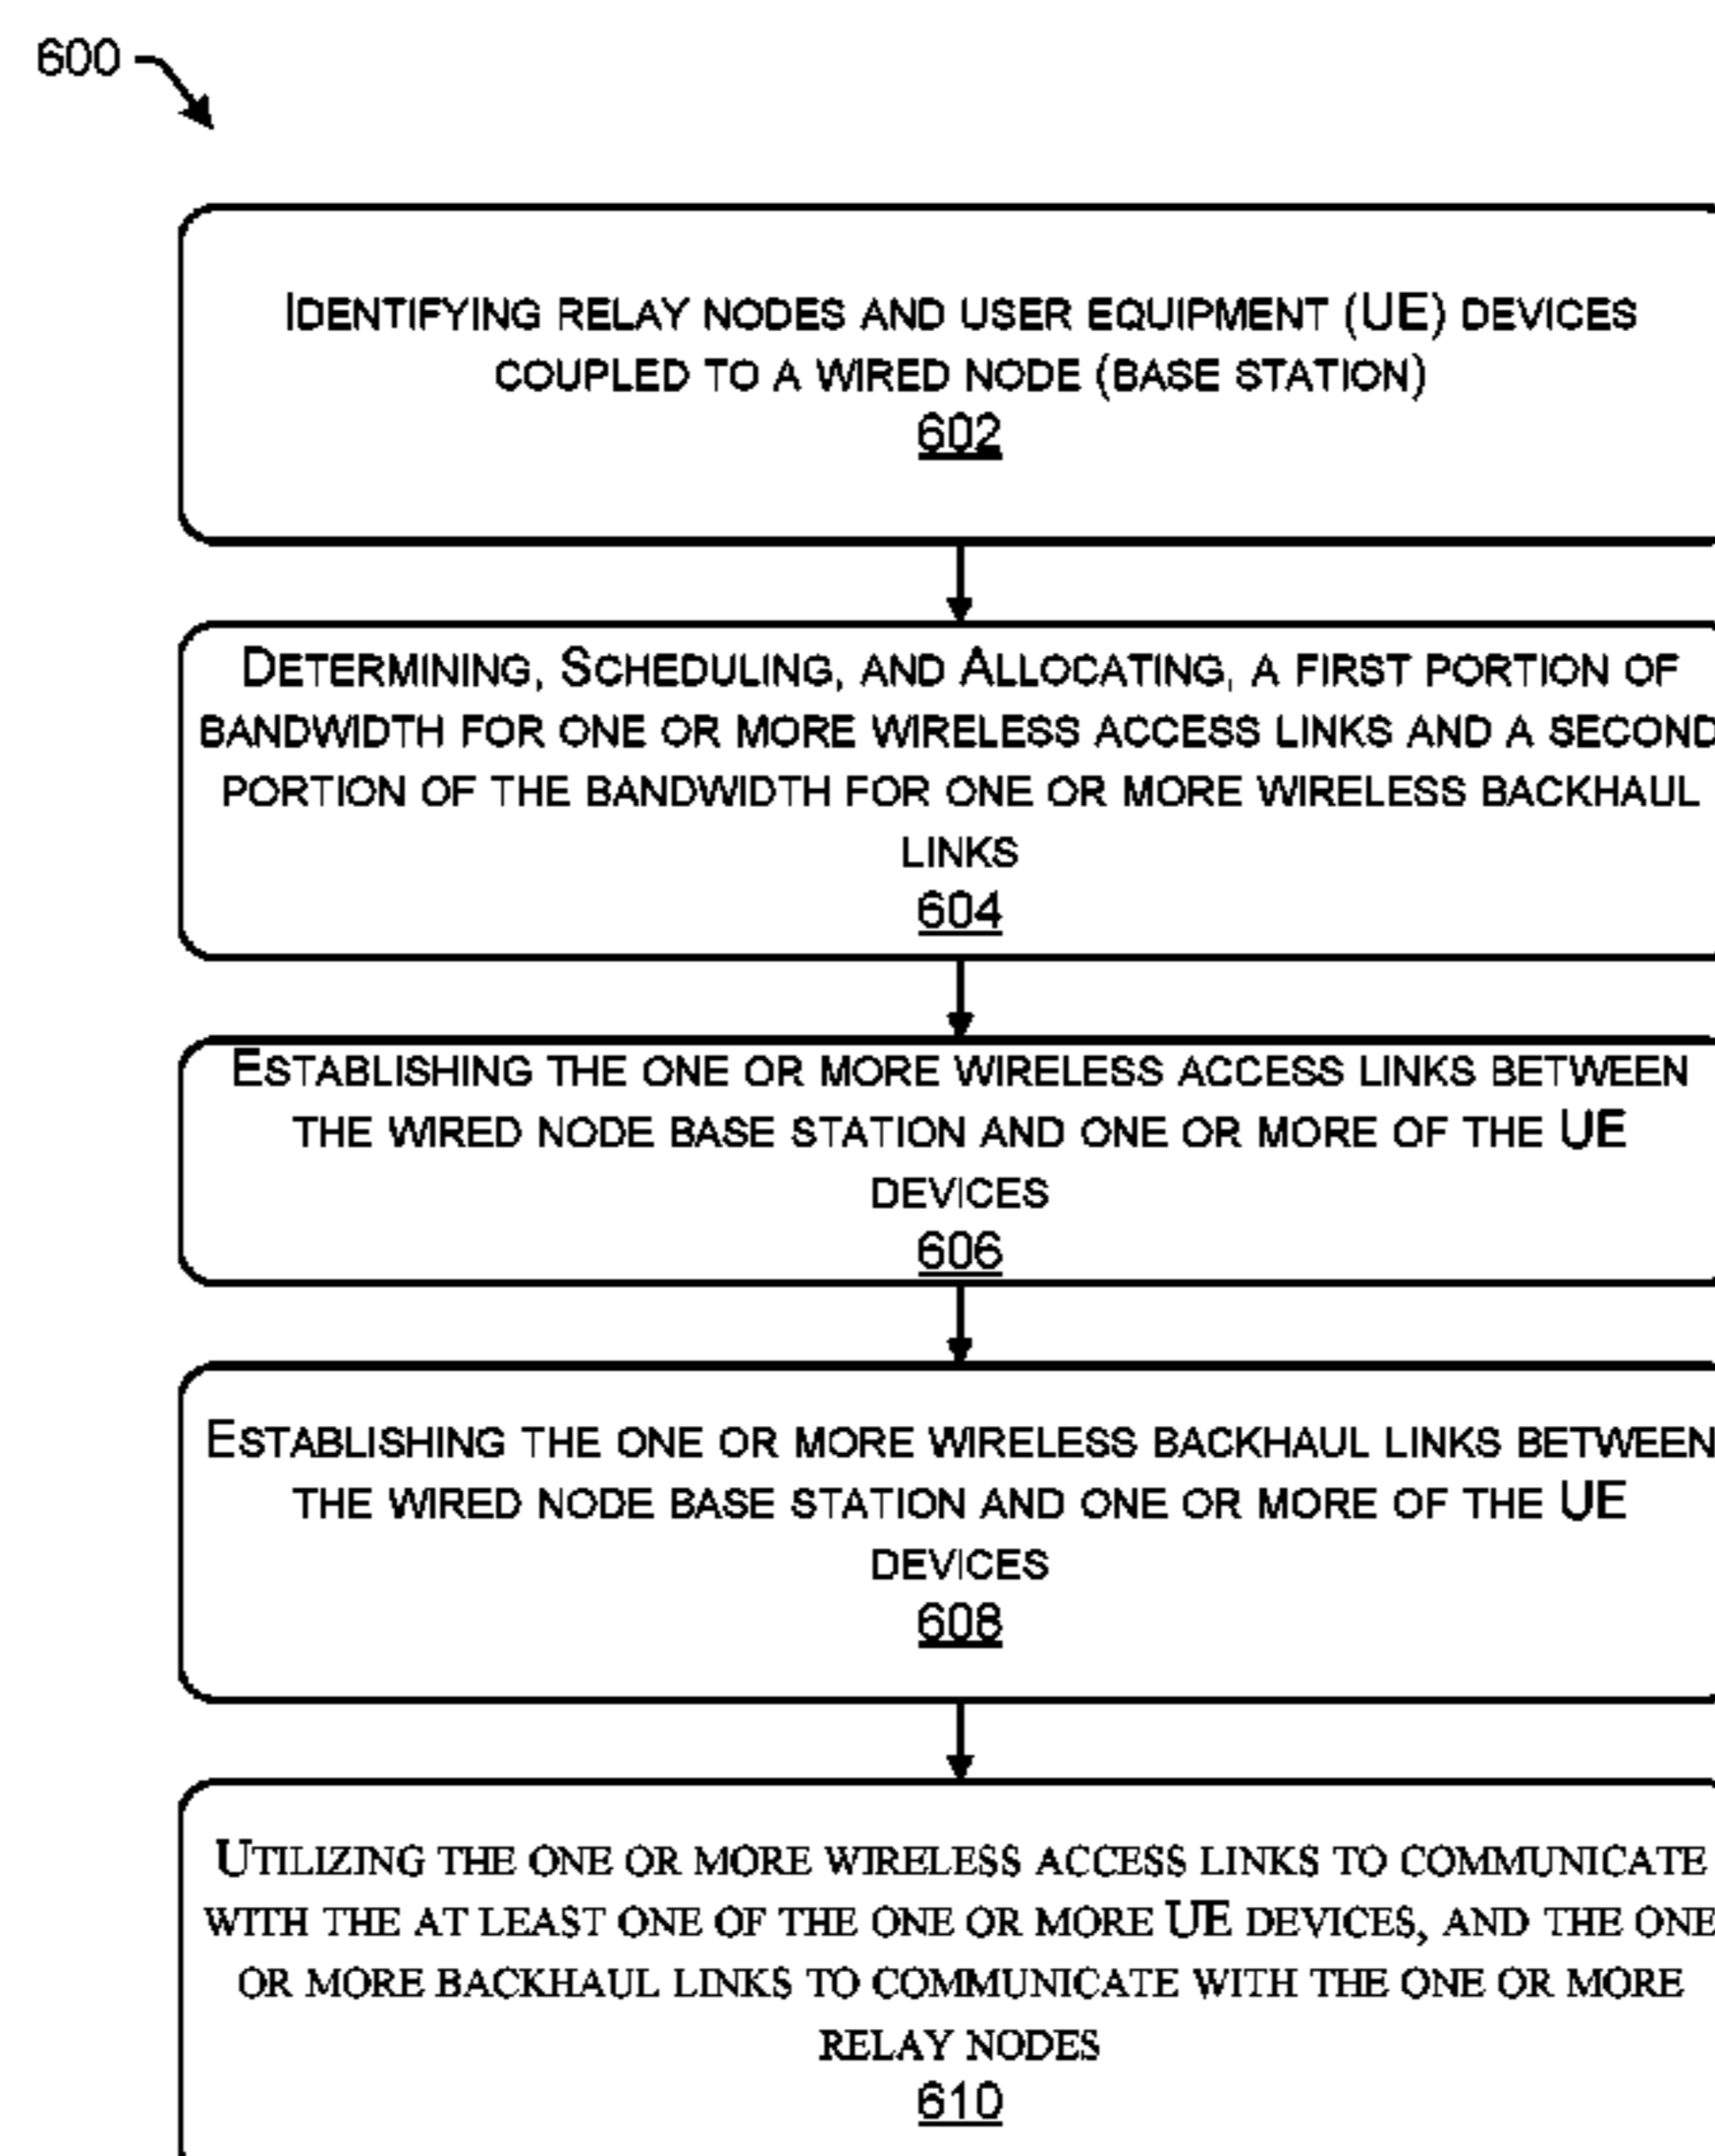 600
IDENTIFYING RELAY NODES AND USER EQUIPMENT (UE) DEVICES
COUPLED TO A WIRED NODE (BASE STATION)
602
DETERMINING, SCHEDULING, AND ALLOCATING, A FIRST PORTION OF
BANDWIDTH FOR ONE OR MORE WIRELESS ACCESS LINKS AND A SECOND
PORTION OF THE BANDWIDTH FOR ONE OR MORE WIRELESS BACKHAUL
LINKS
604
ESTABLISHING THE ONE OR MORE WIRELESS ACCESS LINKS BETWEEN
THE WIRED NODE BASE STATION AND ONE OR MORE OF THE UE
DEVICES
606
ESTABLISHING THE ONE OR MORE WIRELESS BACKHAUL LINKS BETWEEN
THE WIRED NODE BASE STATION AND ONE OR MORE OF THE UE
DEVICES
608
UTILIZING THE ONE OR MORE WIRELESS ACCESS LINKS TO COMMUNICATE
WITH THE AT LEAST ONE OF THE ONE OR MORE UE DEVICES, AND THE ONE
OR MORE BACKHAUL LINKS TO COMMUNICATE WITH THE ONE OR MORE
RELAY NODES
610